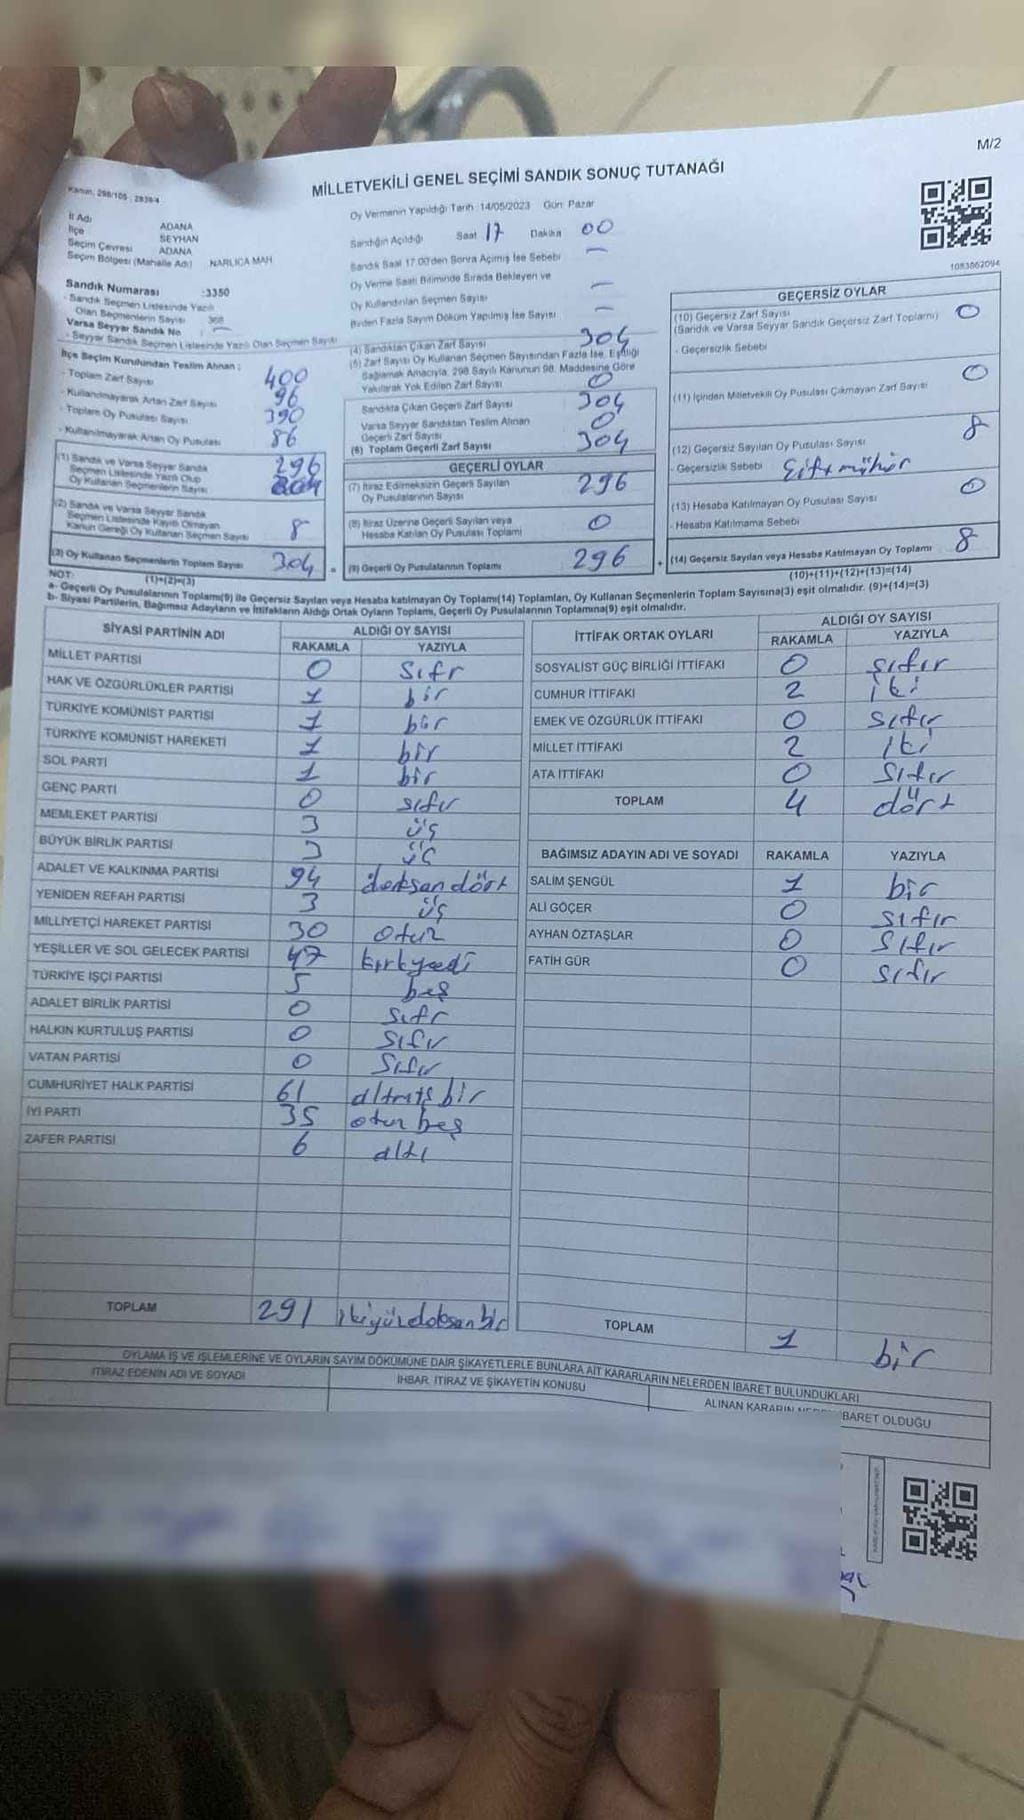 M/2
MİLLETVEKİLİ GENEL SEÇİMİ SANDIK SONUÇ TUTANAĞI
Kanun, 298/105 ; 2839/4
İl Adı ADANA
İlçe SEYHAN
Seçim Çevresi ADANA
Seçim Bölgesi (Mahalle Adı) NARLICA MAH
Sandık Numarası :3350
- Sandık Seçmen Listesinde Yazılı
Olan Seçmenlerin Sayısı 368
Varsa Seyyar Sandık No : —
- Seyyar Sandık Seçmen Listesinde Yazılı Olan Seçmen Sayısı
İlçe Seçim Kurulundan Teslim Alınan :
- Toplam Zarf Sayısı 400
- Kullanılmayarak Artan Zarf Sayısı 96
- Toplam Oy Pusulası Sayısı 390
- Kullanılmayarak Artan Oy Pusulası 86
(1) Sandık ve Varsa Seyyar Sandık
Seçmen Listesinde Yazılı Olup
Oy Kullanan Seçmenlerin Sayısı 296
(2) Sandık ve Varsa Seyyar Sandık
Seçmen Listesinde Kayıtlı Olmayan
Kanun Gereği Oy Kullanan Seçmen Sayısı 8
(3) Oy Kullanan Seçmenlerin Toplam Sayısı 304
(1)+(2)=(3)
Oy Vermenin Yapıldığı Tarih 14/05/2023 Gün: Pazar
Sandığın Açıldığı Saat 17 Dakika 00
Sandık Saat 17.00'den Sonra Açımış İse Sebebi —
Oy Verme Saati Bitiminde Sırada Bekleyen ve
Oy Kullandırılan Seçmen Sayısı —
Birden Fazla Sayım Döküm Yapılmış İse Sayısı —
(4) Sandıktan Çıkan Zarf Sayısı 304
(5) Zarf Sayısı Oy Kullanan Seçmen Sayısından Fazla İse, Eşitliği
Sağlamak Amacıyla, 298 Sayılı Kanunun 98. Maddesine Göre
Yakılarak Yok Edilen Zarf Sayısı 0
Sandıkta Çıkan Geçerli Zarf Sayısı 304
Varsa Seyyar Sandıktan Teslim Alınan
Geçerli Zarf Sayısı 0
(6) Toplam Geçerli Zarf Sayısı 304
GEÇERLİ OYLAR
(7) İtiraz Edilmeksizin Geçerli Sayılan
Oy Pusulalarının Sayısı 296
(8) İtiraz Üzerine Geçerli Sayılan veya
Hesaba Katılan Oy Pusulası Toplamı 0
= (9) Geçerli Oy Pusulalarının Toplamı 296
1083862094
GEÇERSİZ OYLAR
(10) Geçersiz Zarf Sayısı 0
(Sandık ve Varsa Seyyar Sandık Geçersiz Zarf Toplamı)
- Geçersizlik Sebebi
(11) İçinden Milletvekili Oy Pusulası Çıkmayan Zarf Sayısı 0
(12) Geçersiz Sayılan Oy Pusulası Sayısı 8
- Geçersizlik Sebebi
(13) Hesaba Katılmayan Oy Pusulası Sayısı 0
- Hesaba Katılmama Sebebi
+ (14) Geçersiz Sayılan veya Hesaba Katılmayan Oy Toplamı 8
(10)+(11)+(12)+(13)=(14)
NOT:
a- Geçerli Oy Pusulalarının Toplamı(9) ile Geçersiz Sayılan veya Hesaba katılmayan Oy Toplamı(14) Toplamları, Oy Kullanan Seçmenlerin Toplam Sayısına(3) eşit olmalıdır. (9)+(14)=(3)
b- Siyasi Partilerin, Bağımsız Adayların ve İttifakların Aldığı Ortak Oyların Toplamı, Geçerli Oy Pusulalarının Toplamına(9) eşit olmalıdır.
SİYASİ PARTİNİN ADI ALDIĞI OY SAYISI
RAKAMLA YAZIYLA
MİLLET PARTİSİ 0 Sıfr
HAK VE ÖZGÜRLÜKLER PARTİSİ 1 bir
TÜRKİYE KOMÜNİST PARTİSİ 1 bir
TÜRKİYE KOMÜNİST HAREKETİ 1 bir
SOL PARTİ 1 bir
GENÇ PARTİ 0 sıfır
MEMLEKET PARTİSİ 3 üç
BÜYÜK BİRLİK PARTİSİ 3 üç
ADALET VE KALKINMA PARTİSİ 94 doksan dört
YENİDEN REFAH PARTİSİ 3 üç
MİLLİYETÇİ HAREKET PARTİSİ 30 otuz
YEŞİLLER VE SOL GELECEK PARTİSİ 47 kırkyedi
TÜRKİYE İŞÇİ PARTİSİ 5 beş
ADALET BİRLİK PARTİSİ 0 sıfr
HALKIN KURTULUŞ PARTİSİ 0 sıfır
VATAN PARTİSİ 0 Sıfır
CUMHURİYET HALK PARTİSİ 61 altmış bir
İYİ PARTİ 35 otuz beş
ZAFER PARTİSİ 6 altı
TOPLAM 291 ikiyüzdoksan bir
İTTİFAK ORTAK OYLARI ALDIĞI OY SAYISI
RAKAMLA YAZIYLA
SOSYALİST GÜÇ BİRLİĞİ İTTİFAKI 0 sıfır
CUMHUR İTTİFAKI 2 iki
EMEK VE ÖZGÜRLÜK İTTİFAKI 0 sıfır
MİLLET İTTİFAKI 2 iki
ATA İTTİFAKI 0 Sıfır
TOPLAM 4 dört
BAĞIMSIZ ADAYIN ADI VE SOYADI RAKAMLA YAZIYLA
SALİM ŞENGÜL 1 bir
ALİ GÖÇER 0 sıfır
AYHAN ÖZTAŞLAR 0 Sıfır
FATİH GÜR 0 sıfır
TOPLAM 1 bir
OYLAMA İŞ VE İŞLEMLERİNE VE OYLARIN SAYIM DÖKÜMÜNE DAİR ŞİKAYETLERLE BUNLARA AİT KARARLARIN NELERDEN İBARET BULUNDUKLARI
İTİRAZ EDENİN ADI VE SOYADI İHBAR, İTİRAZ VE ŞİKAYETİN KONUSU ALINAN KARARIN NEDEN İBARET OLDUĞU